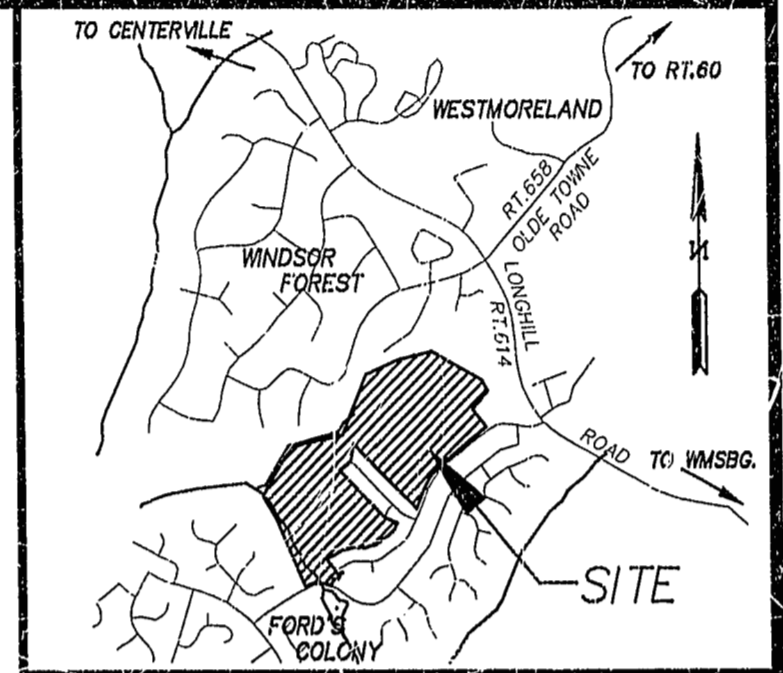 TO CENTERVILLE
TO RT.60
WESTMORELAND
RT.658
OLDE TOWNE
ROAD
N
WINDSOR
FOREST
LONGHILL
RT.614
ROAD
TO WMSBG.
SITE
FORD'S
COLONY